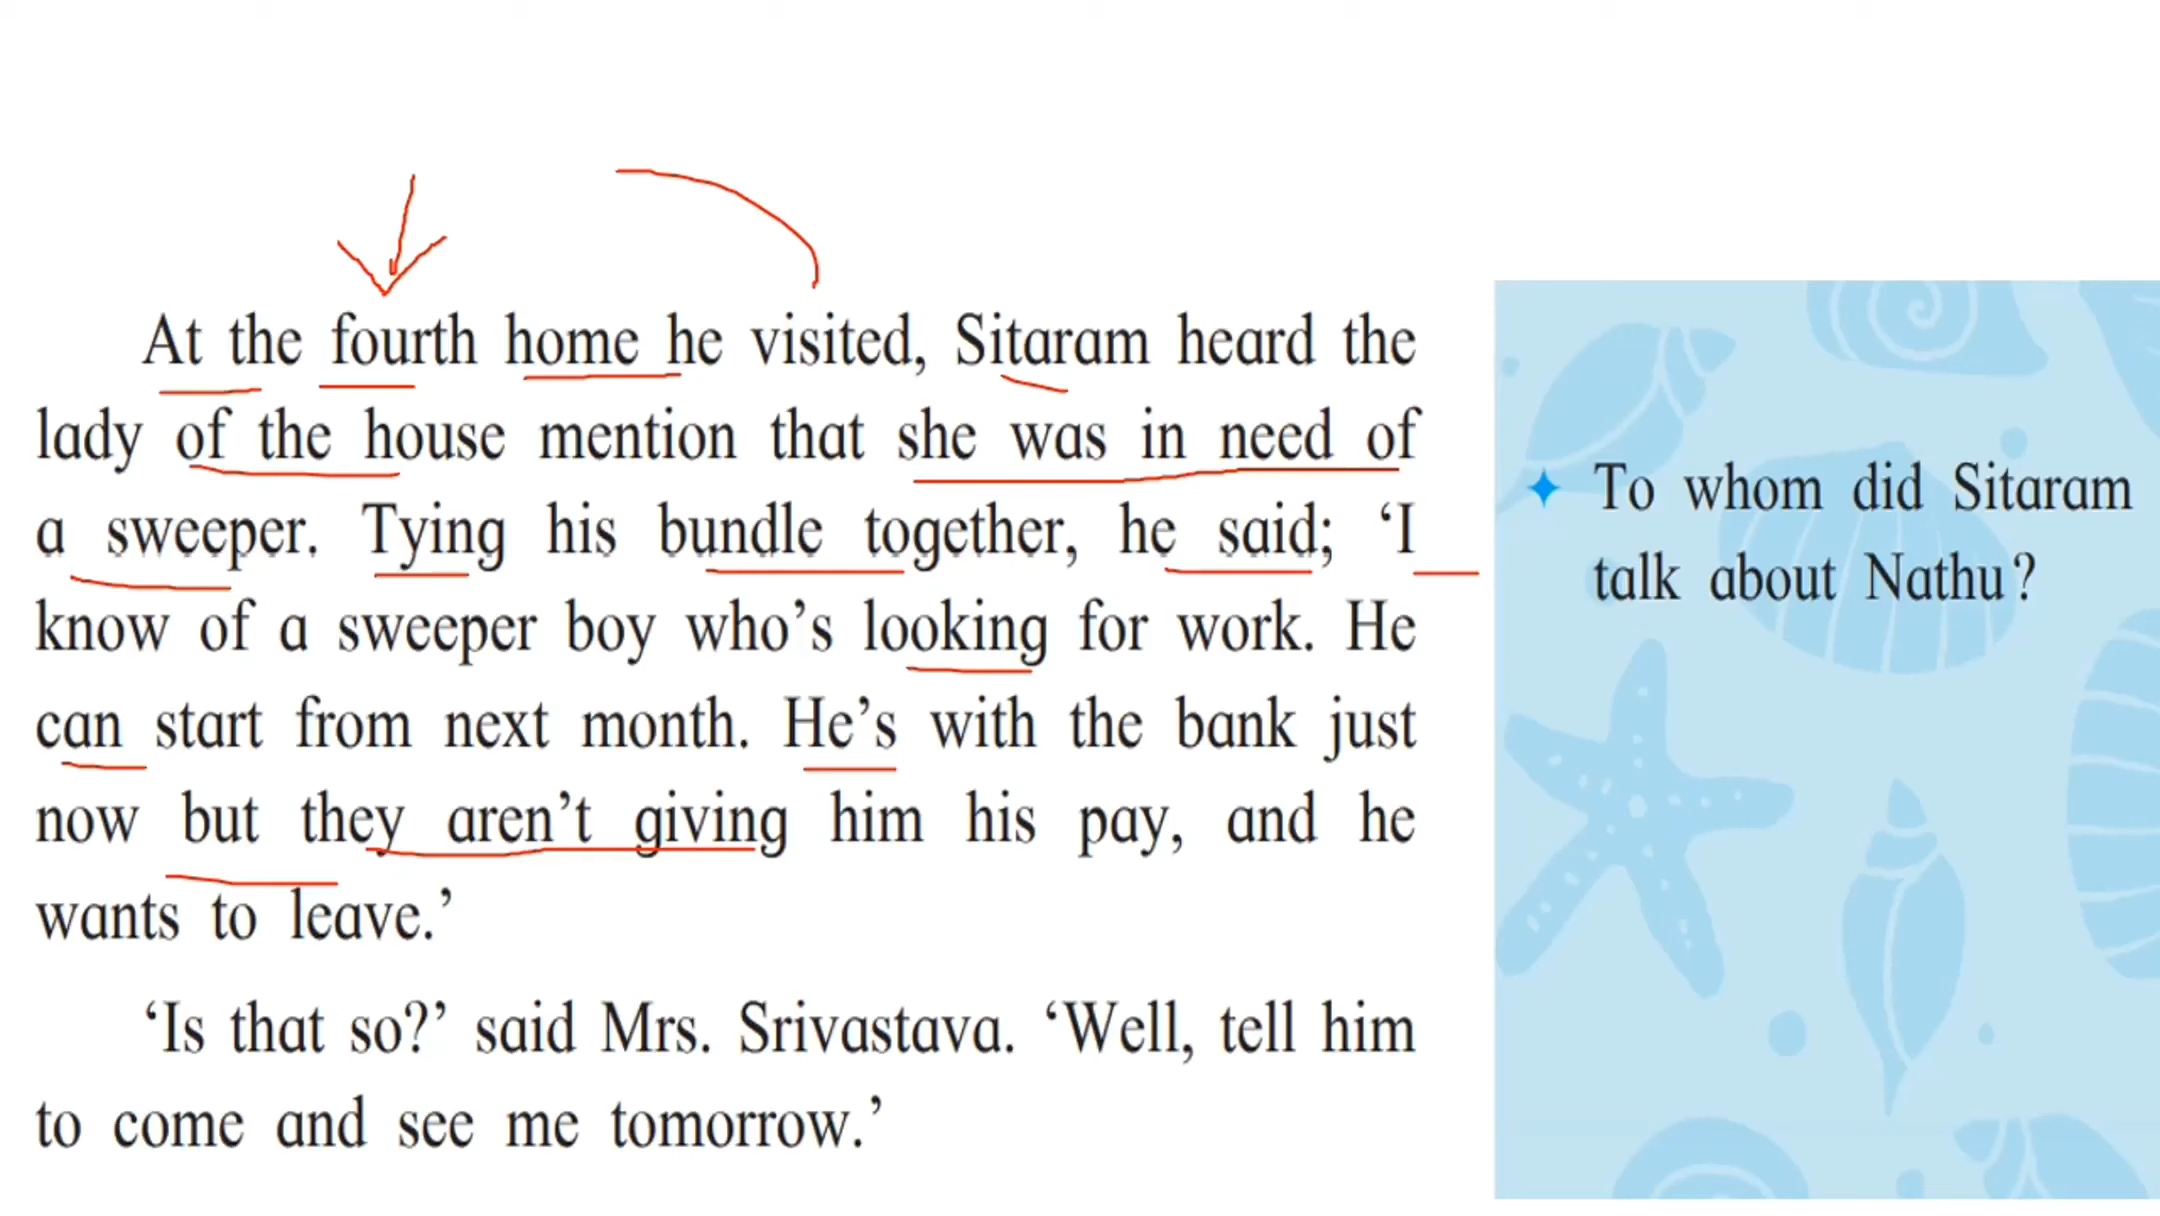 At the fourth home he visited, Sitaram heard the
lady of the house mention that she was in need of
a sweeper. Tying his bundle together, he said; ‘I
know of a sweeper boy who’s looking for work. He
can start from next month. He’s with the bank just
now but they aren’t giving him his pay, and he
wants to leave.’
‘Is that so?’ said Mrs. Srivastava. ‘Well, tell him
to come and see me tomorrow.’
✦ To whom did Sitaram
talk about Nathu?